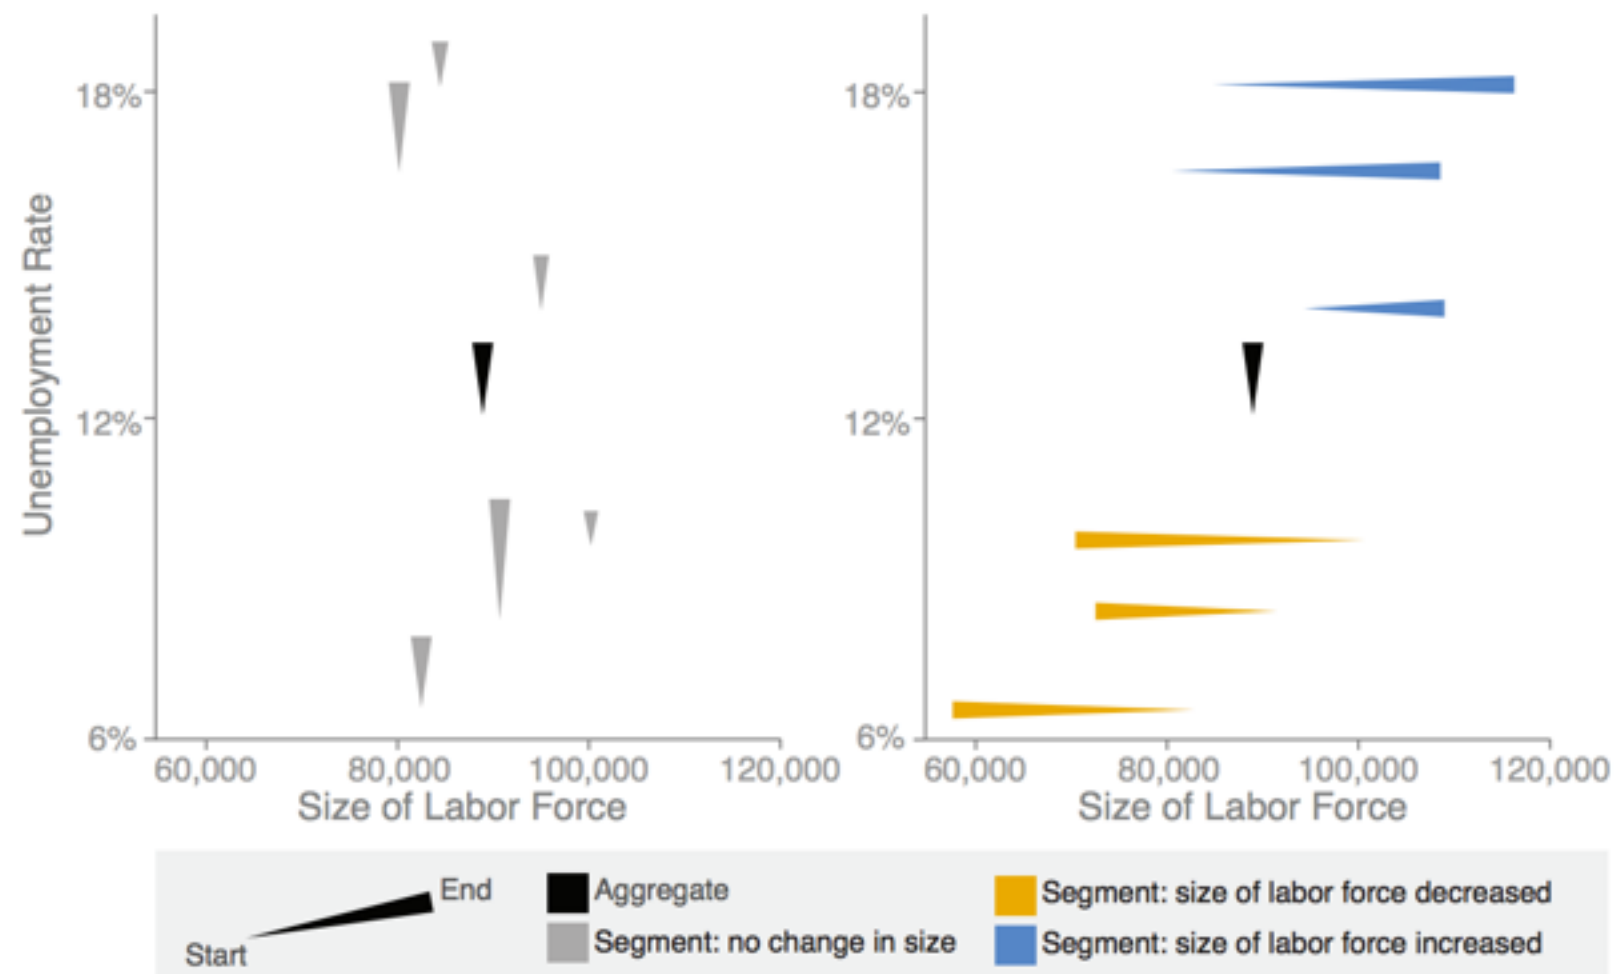 Unemployment Rate
18%
12%
6%
60,000
80,000
100,000
120,000
Size of Labor Force
18%
12%
6%
60,000
80,000
100,000
120,000
Size of Labor Force
Start
End
Aggregate
Segment: no change in size
Segment: size of labor force decreased
Segment: size of labor force increased